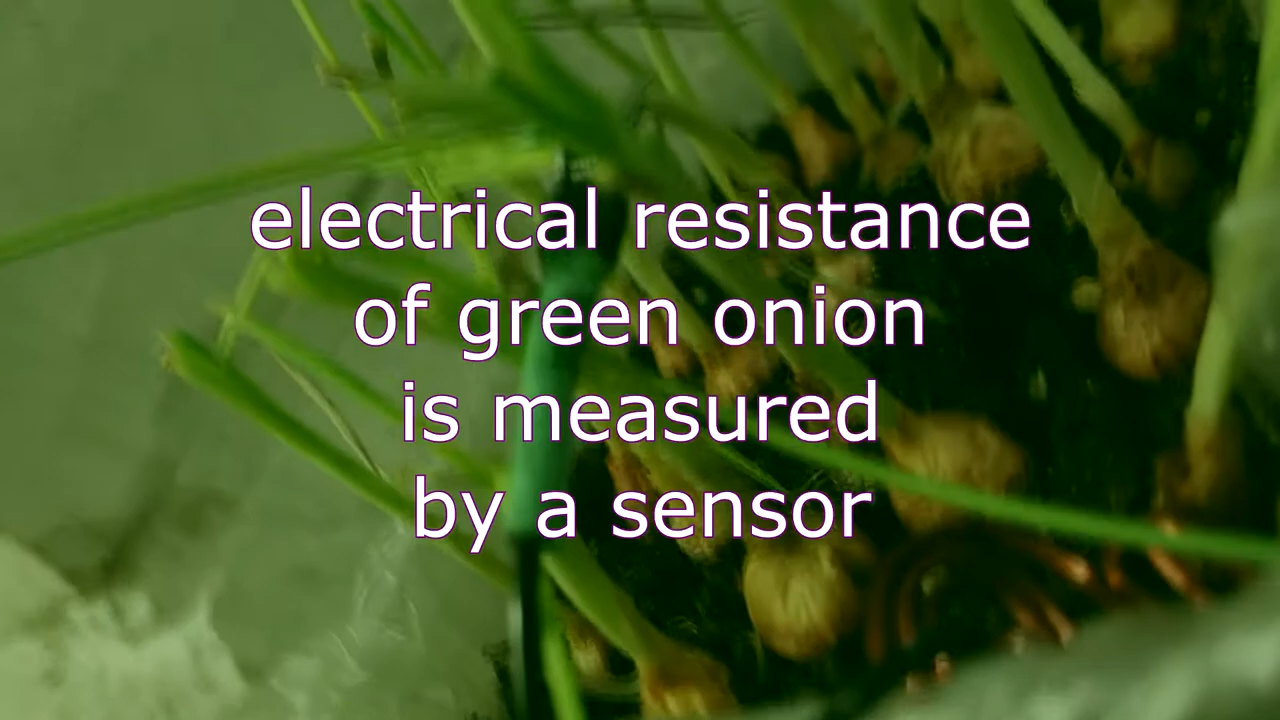 electrical resistance
of green onion
is measured
by a sensor